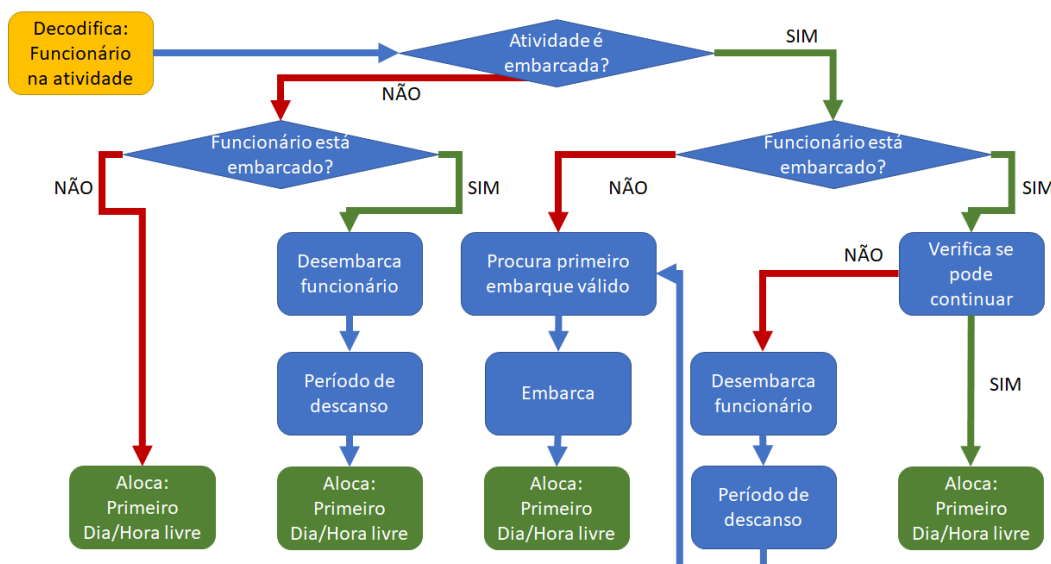 Decodifica:
Funcionário
na atividade
Atividade é
embarcada?
SIM
NÃO
Funcionário está
embarcado?
Funcionário está
embarcado?
NÃO
SIM
NÃO
SIM
Desembarca
funcionário
Procura primeiro
embarque válido
NÃO
Verifica se
pode
continuar
Período de
descanso
Embarca
Desembarca
funcionário
SIM
Aloca:
Primeiro
Dia/Hora livre
Aloca:
Primeiro
Dia/Hora livre
Aloca:
Primeiro
Dia/Hora livre
Período de
descanso
Aloca:
Primeiro
Dia/Hora livre